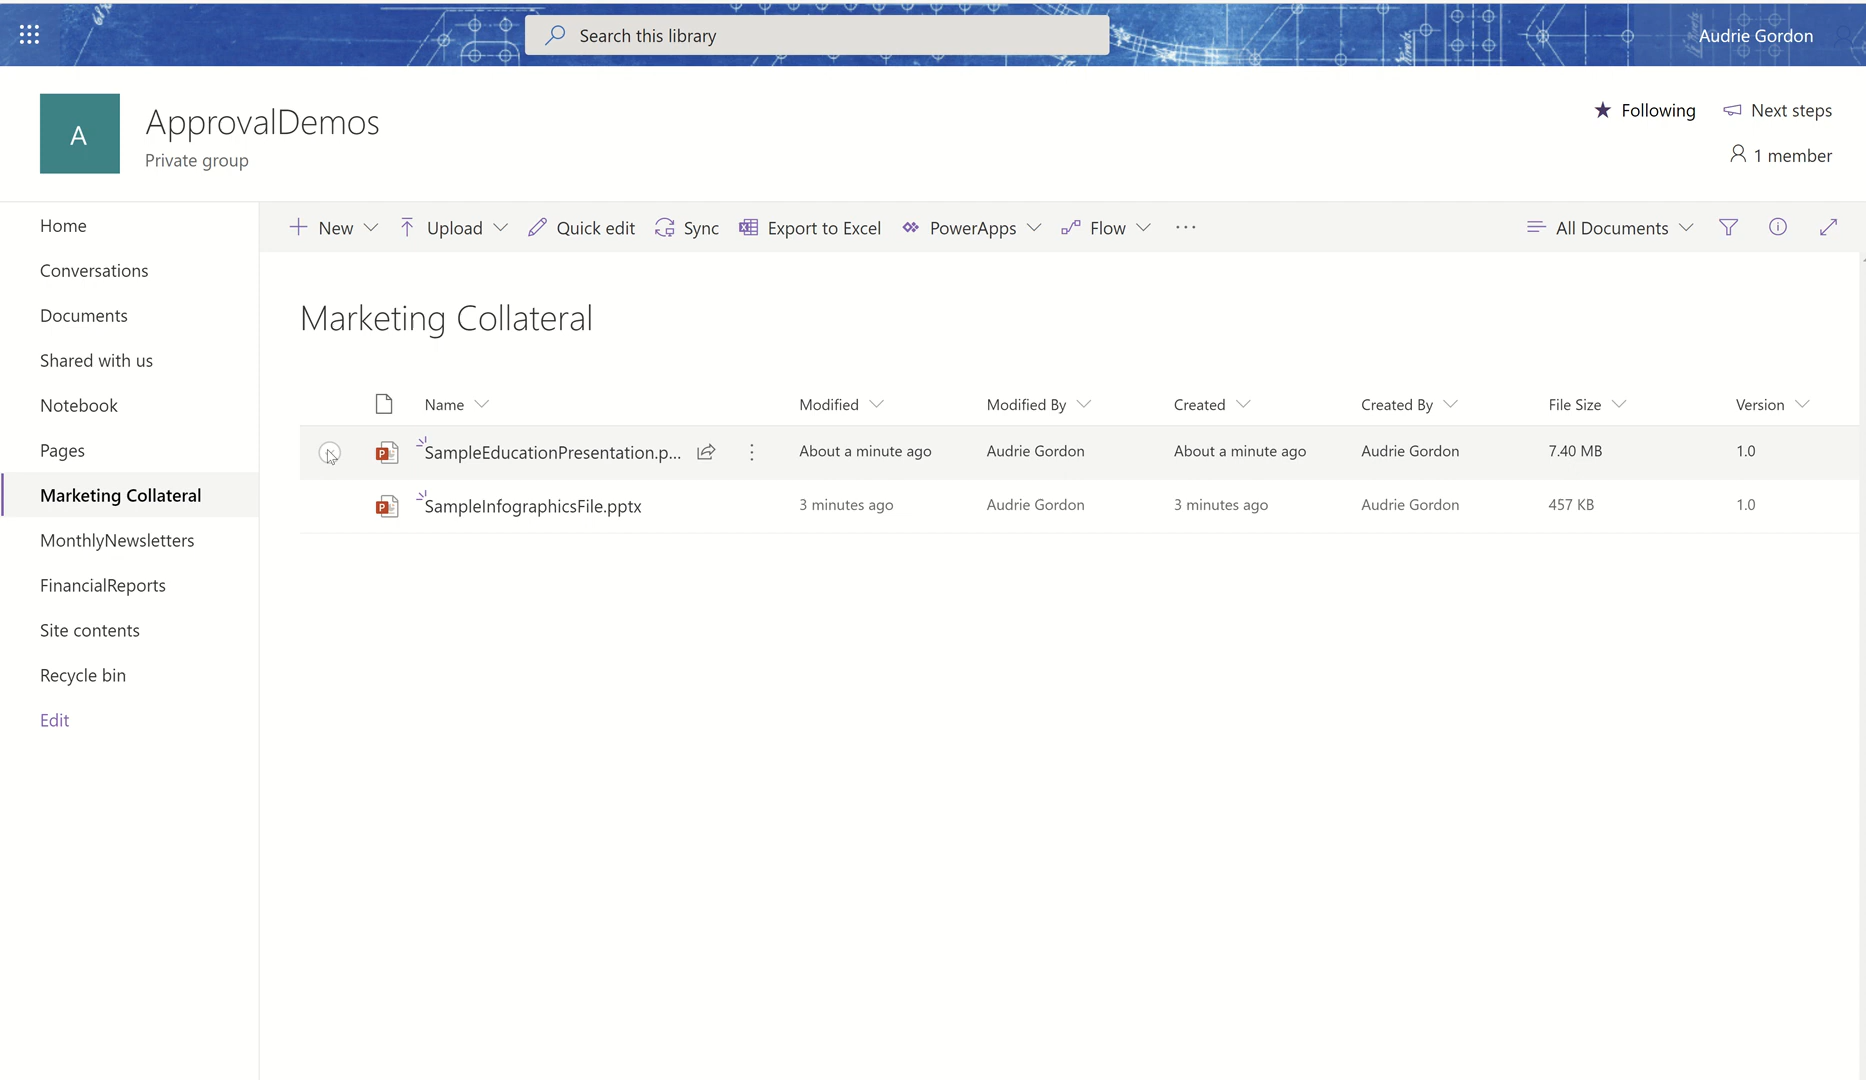 Search this library
Audrie Gordon
A
ApprovalDemos
Private group
Following
Next steps
1 member
Home
Conversations
Documents
Shared with us
Notebook
Pages
Marketing Collateral
MonthlyNewsletters
FinancialReports
Site contents
Recycle bin
Edit
New Upload Quick edit Sync Export to Excel PowerApps Flow ··· All Documents
Marketing Collateral
Name Modified Modified By Created Created By File Size Version
SampleEducationPresentation.p... About a minute ago Audrie Gordon About a minute ago Audrie Gordon 7.40 MB 1.0
SampleInfographicsFile.pptx 3 minutes ago Audrie Gordon 3 minutes ago Audrie Gordon 457 KB 1.0